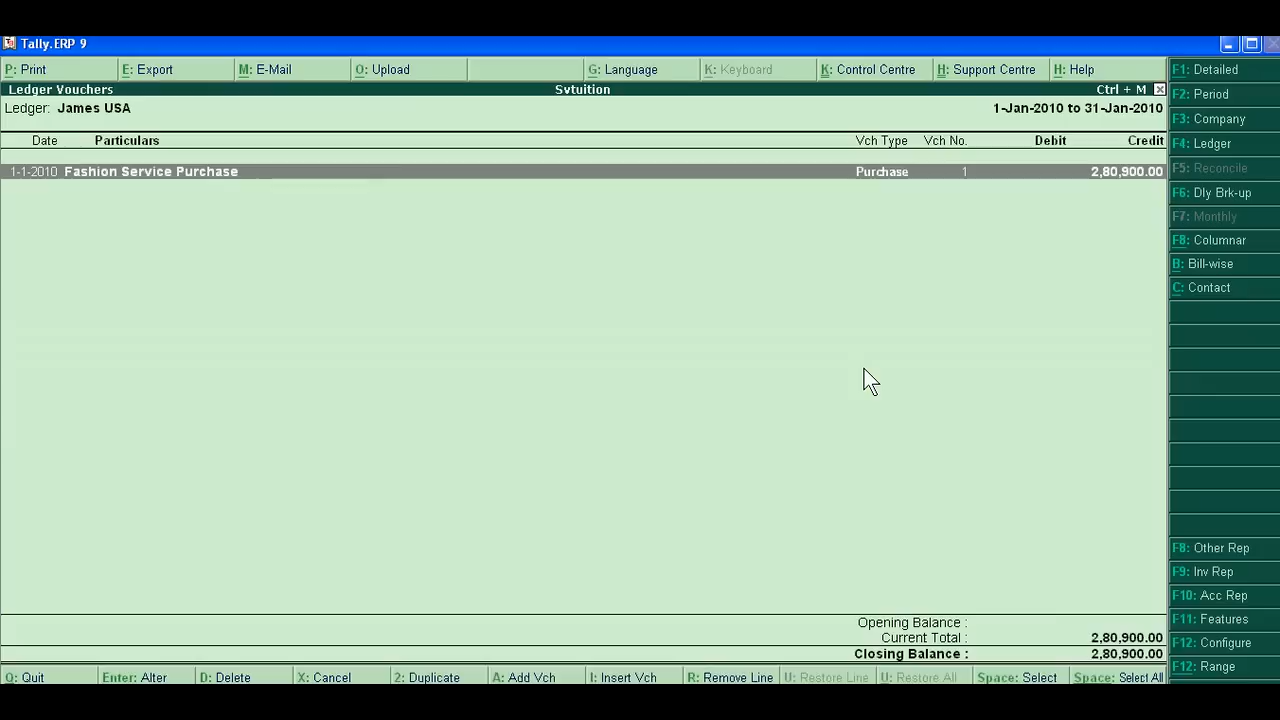 Tally.ERP 9
P: Print E: Export M: E-Mail O: Upload G: Language K: Keyboard K: Control Centre H: Support Centre H: Help
Ledger Vouchers Svtuition Ctrl + M
Ledger: James USA 1-Jan-2010 to 31-Jan-2010
Date Particulars Vch Type Vch No. Debit Credit
1-1-2010 Fashion Service Purchase Purchase 1 2,80,900.00
Opening Balance :
Current Total : 2,80,900.00
Closing Balance : 2,80,900.00
Q: Quit Enter: Alter D: Delete X: Cancel 2: Duplicate A: Add Vch I: Insert Vch R: Remove Line U: Restore Line U: Restore All Space: Select Space: Select All
F1: Detailed
F2: Period
F3: Company
F4: Ledger
F5: Reconcile
F6: Dly Brk-up
F7: Monthly
F8: Columnar
B: Bill-wise
C: Contact
F8: Other Rep
F9: Inv Rep
F10: Acc Rep
F11: Features
F12: Configure
F12: Range